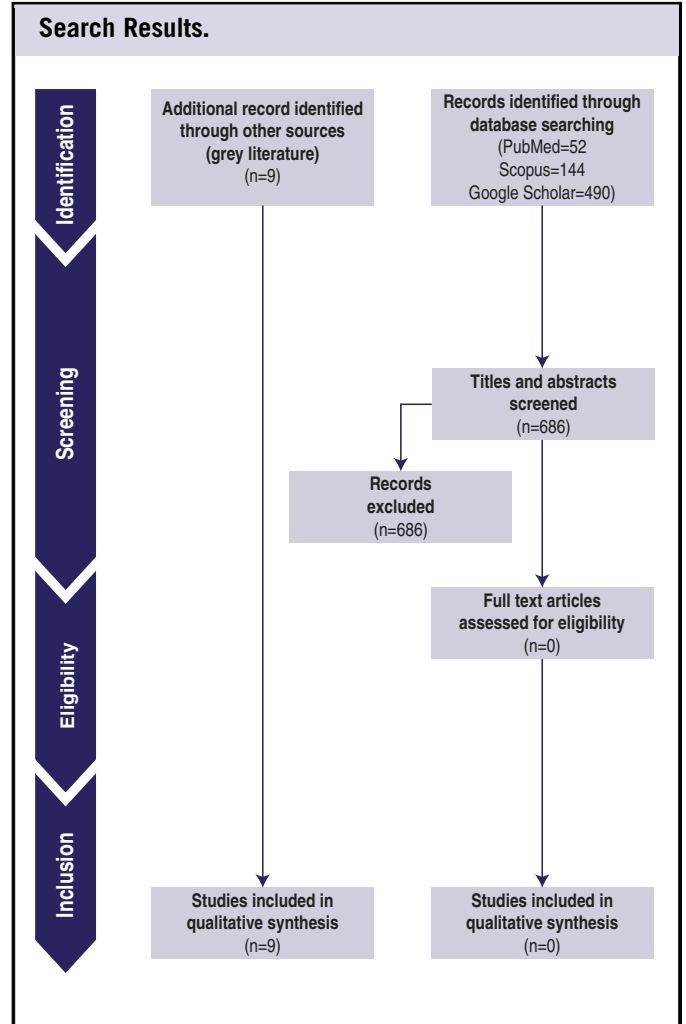 Search Results.
Identification
Additional record identified
through other sources
(grey literature)
(n=9)
Records identified through
database searching
(PubMed=52
Scopus=144
Google Scholar=490)
Screening
Titles and abstracts
screened
(n=686)
Records
excluded
(n=686)
Eligibility
Full text articles
assessed for eligibility
(n=0)
Inclusion
Studies included in
qualitative synthesis
(n=9)
Studies included in
qualitative synthesis
(n=0)